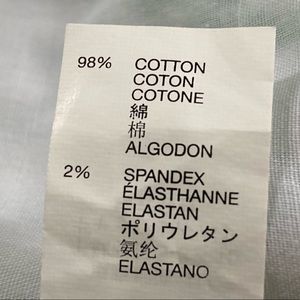 98% COTTON
COTON
COTONE
綿
棉
ALGODON
2% SPANDEX
ÉLASTHANNE
ELASTAN
ポリウレタン
氨纶
ELASTANO